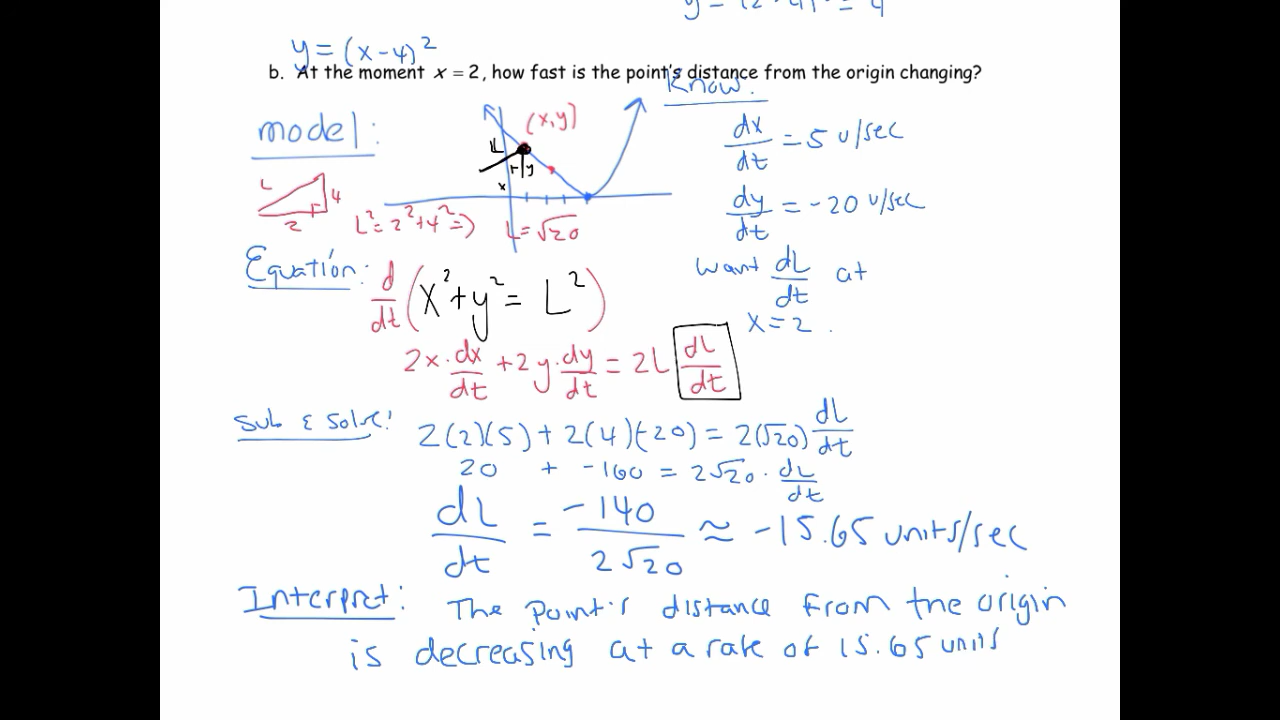 y = (x-4)²
b. At the moment x = 2, how fast is the point's distance from the origin changing?
Know:
model:
(x,y)
L
y
x
L
4
2
L² = 2² + 4² ⇒ L = √20
dx/dt = 5 u/sec
dy/dt = -20 u/sec
want dL/dt at
x = 2.
Equation:
d/dt (x² + y² = L²)
2x · dx/dt + 2y · dy/dt = 2L dL/dt
Sub & Solve:
2(2)(5) + 2(4)(-20) = 2(√20) dL/dt
20 + -160 = 2√20 · dL/dt
dL/dt = -140/2√20 ≈ -15.65 units/sec
Interpret: The point's distance from the origin
is decreasing at a rate of 15.65 units